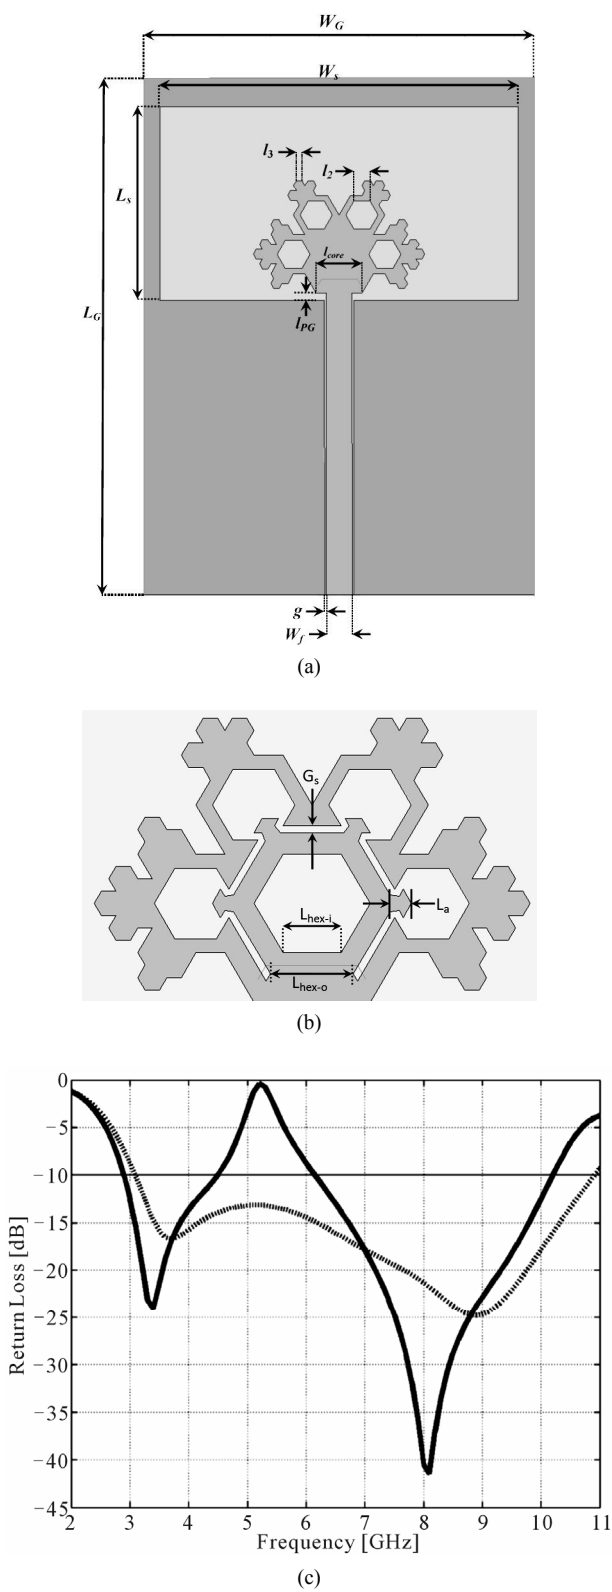 W_G
W_s
l_3
l_2
L_s
l_core
L_G
l_PG
g
W_f
(a)
G_s
L_a
L_hex-i
L_hex-o
(b)
0
−5
−10
−15
−20
−25
−30
−35
−40
−45
Return Loss [dB]
2 3 4 5 6 7 8 9 10 11
Frequency [GHz]
(c)